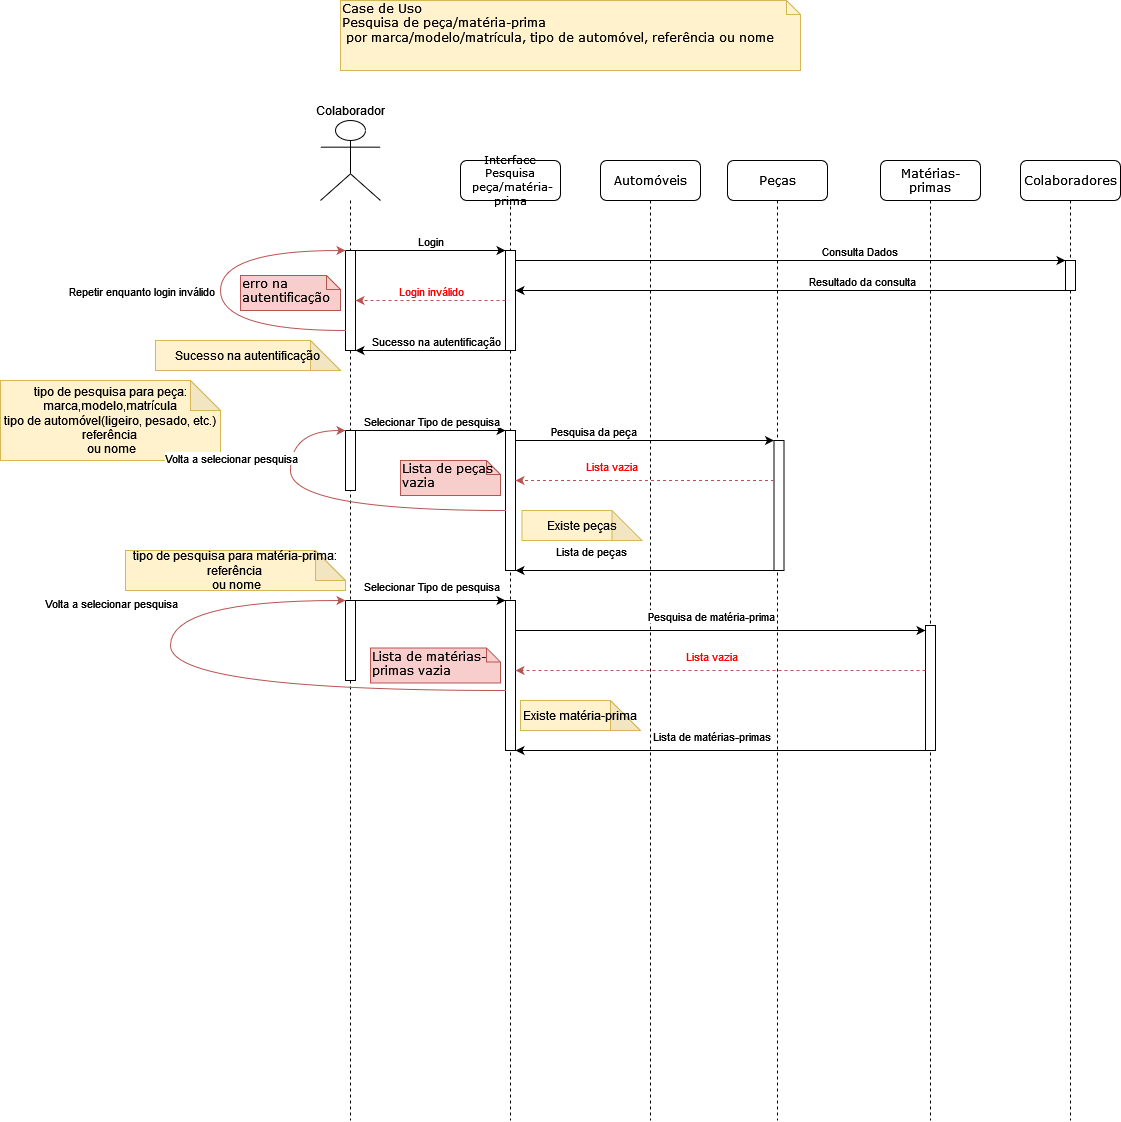 Case de Uso
Pesquisa de peça/matéria-prima
por marca/modelo/matrícula, tipo de automóvel, referência ou nome
Colaborador
Interface
Pesquisa
peça/matéria-
prima
Automóveis
Peças
Matérias-
primas
Colaboradores
Login
Consulta Dados
erro na
autentificação
Repetir enquanto login inválido
Login inválido
Resultado da consulta
Sucesso na autentificação
Sucesso na autentificação
tipo de pesquisa para peça:
marca,modelo,matrícula
tipo de automóvel(ligeiro, pesado, etc.)
referência
ou nome
Selecionar Tipo de pesquisa
Pesquisa da peça
Volta a selecionar pesquisa
Lista de peças
vazia
Lista vazia
Existe peças
Lista de peças
tipo de pesquisa para matéria-prima:
referência
ou nome
Selecionar Tipo de pesquisa
Volta a selecionar pesquisa
Pesquisa de matéria-prima
Lista de matérias-
primas vazia
Lista vazia
Existe matéria-prima
Lista de matérias-primas